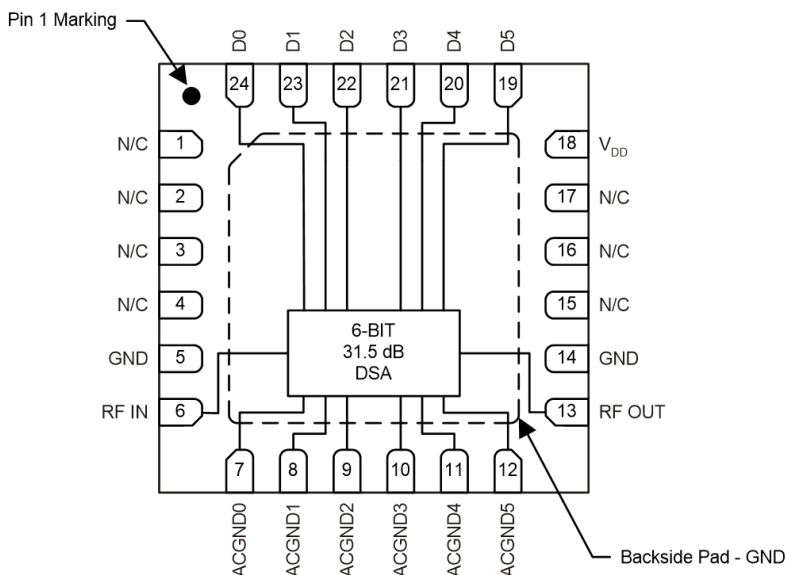 Pin 1 Marking
D0
D1
D2
D3
D4
D5
24
23
22
21
20
19
N/C
1
18
VDD
N/C
2
17
N/C
N/C
3
16
N/C
N/C
4
15
N/C
GND
5
14
GND
RF IN
6
13
RF OUT
6-BIT
31.5 dB
DSA
7
8
9
10
11
12
ACGND0
ACGND1
ACGND2
ACGND3
ACGND4
ACGND5
Backside Pad - GND